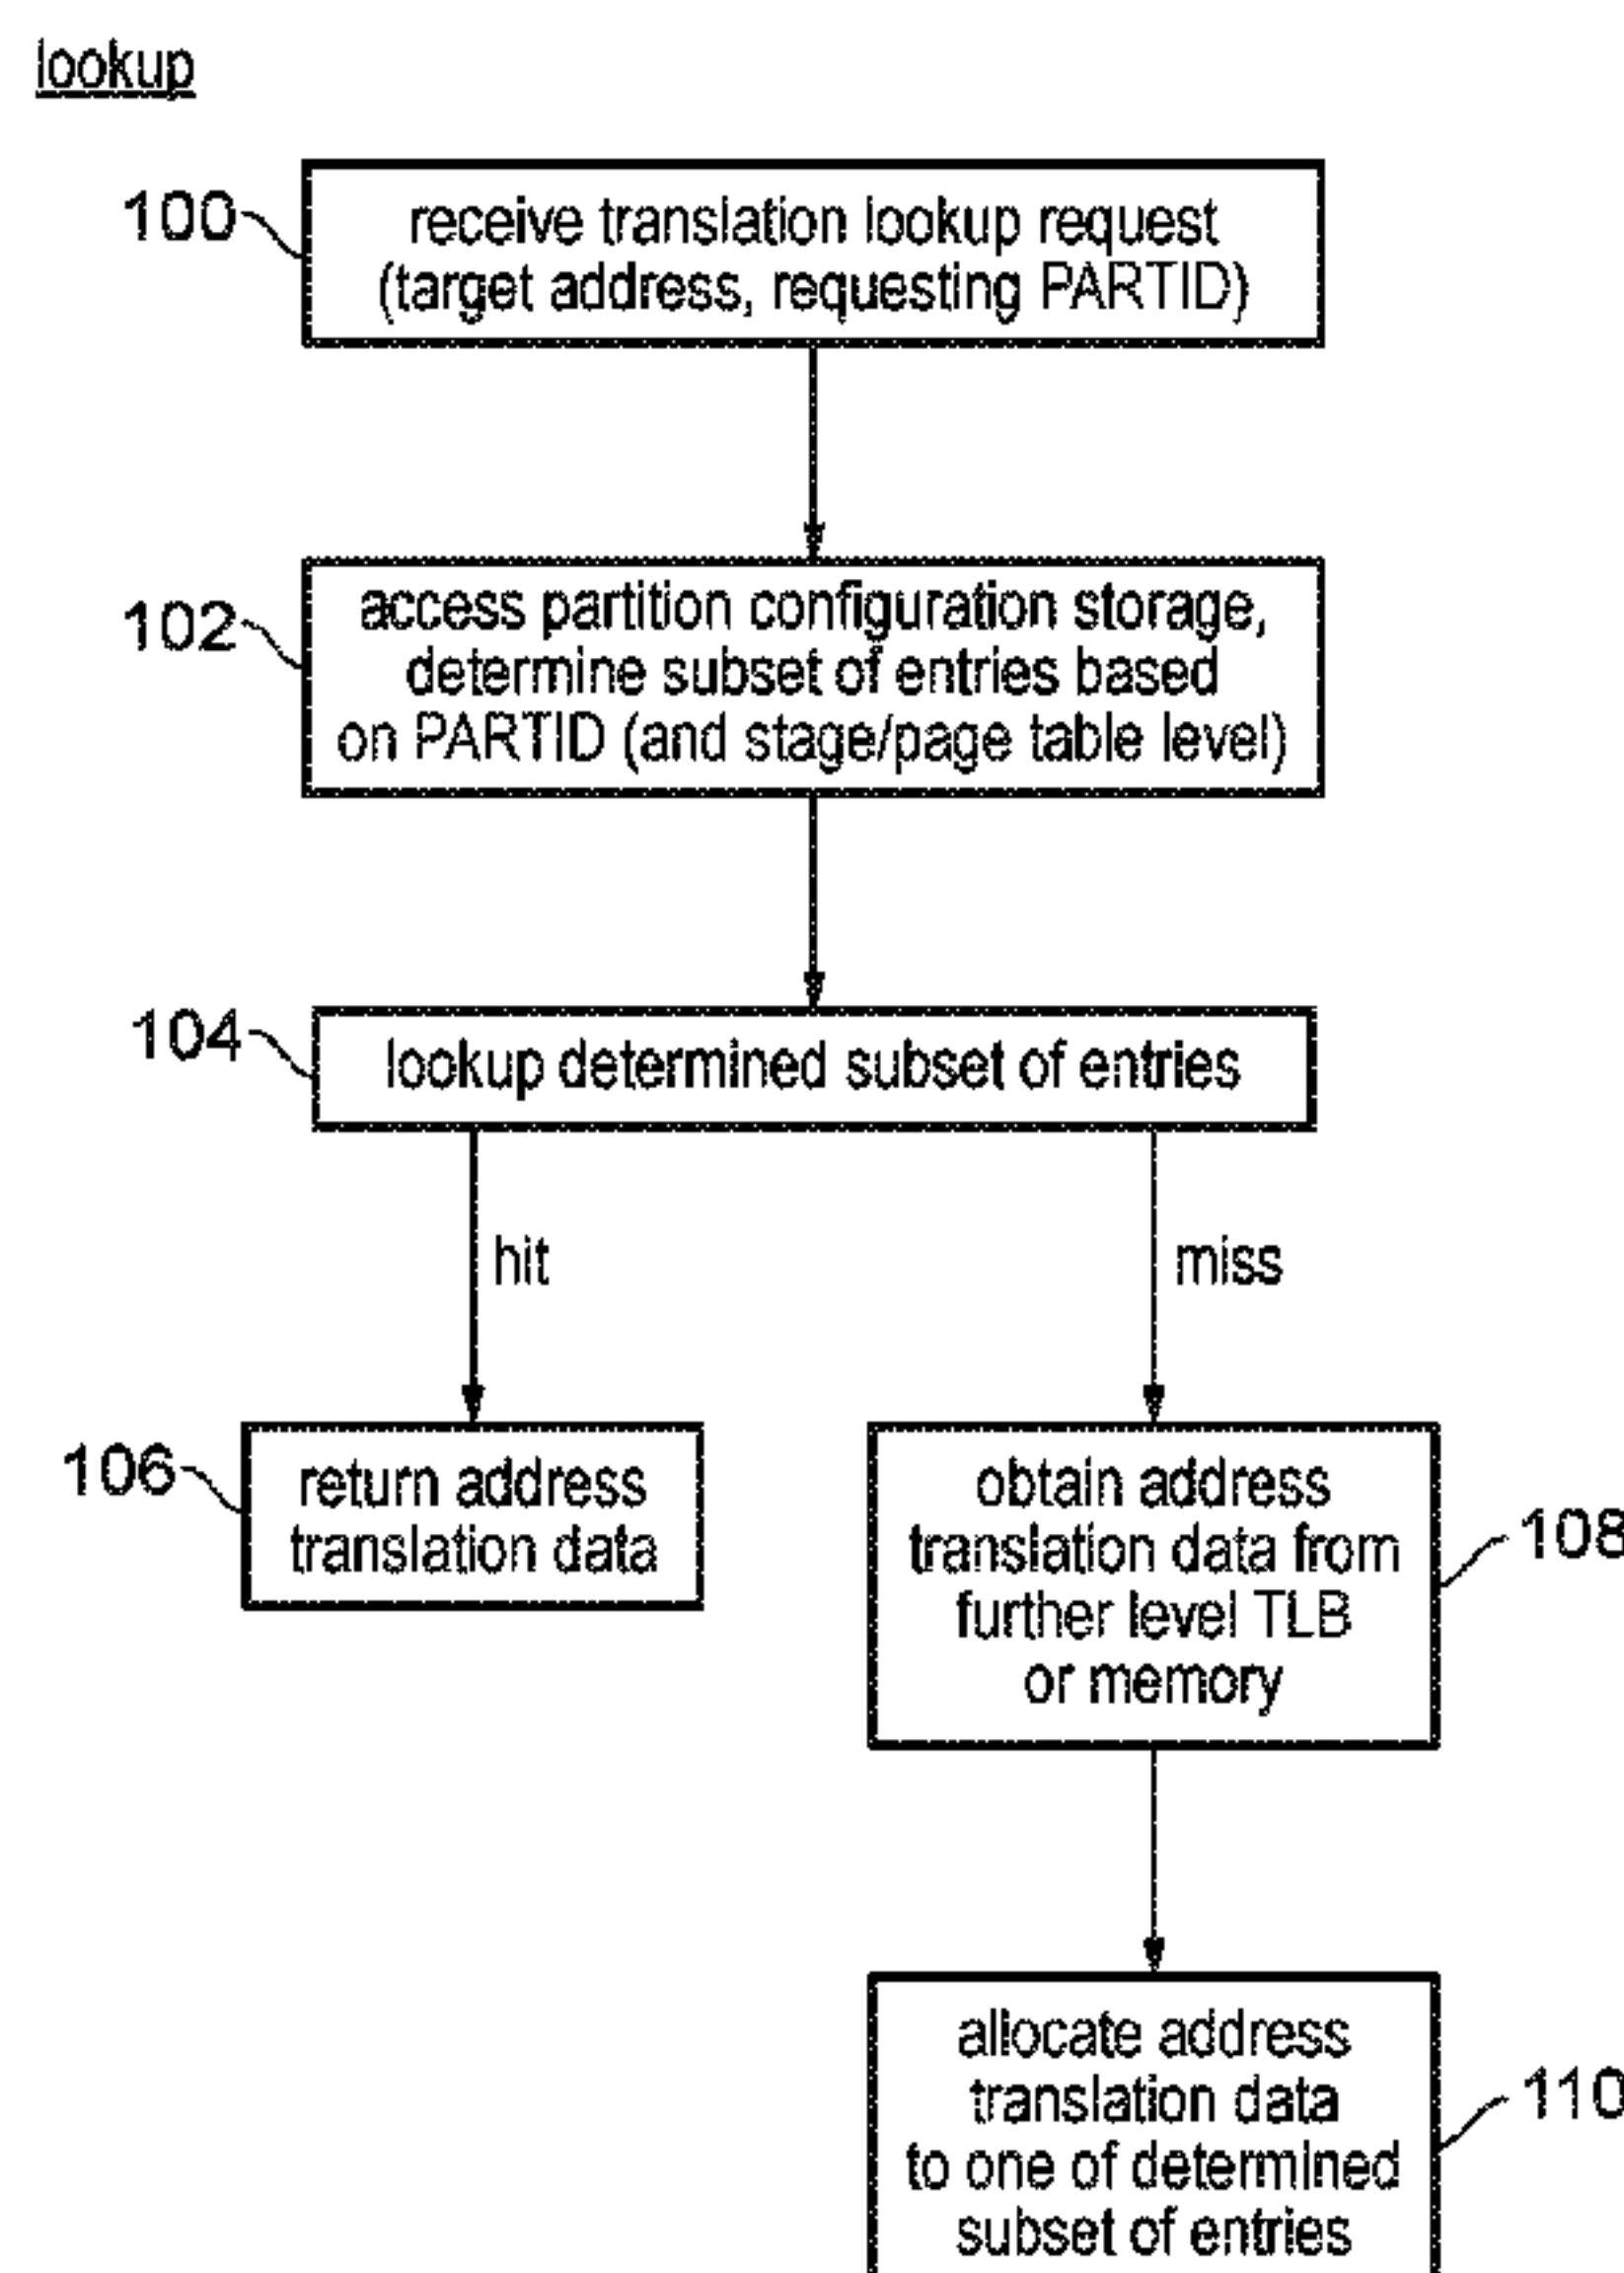 lookup
100
receive translation lookup request
(target address, requesting PARTID)
102
access partition configuration storage,
determine subset of entries based
on PARTID (and stage/page table level)
104
lookup determined subset of entries
hit
miss
106
return address
translation data
obtain address
translation data from
further level TLB
or memory
108
allocate address
translation data
to one of determined
subset of entries
110